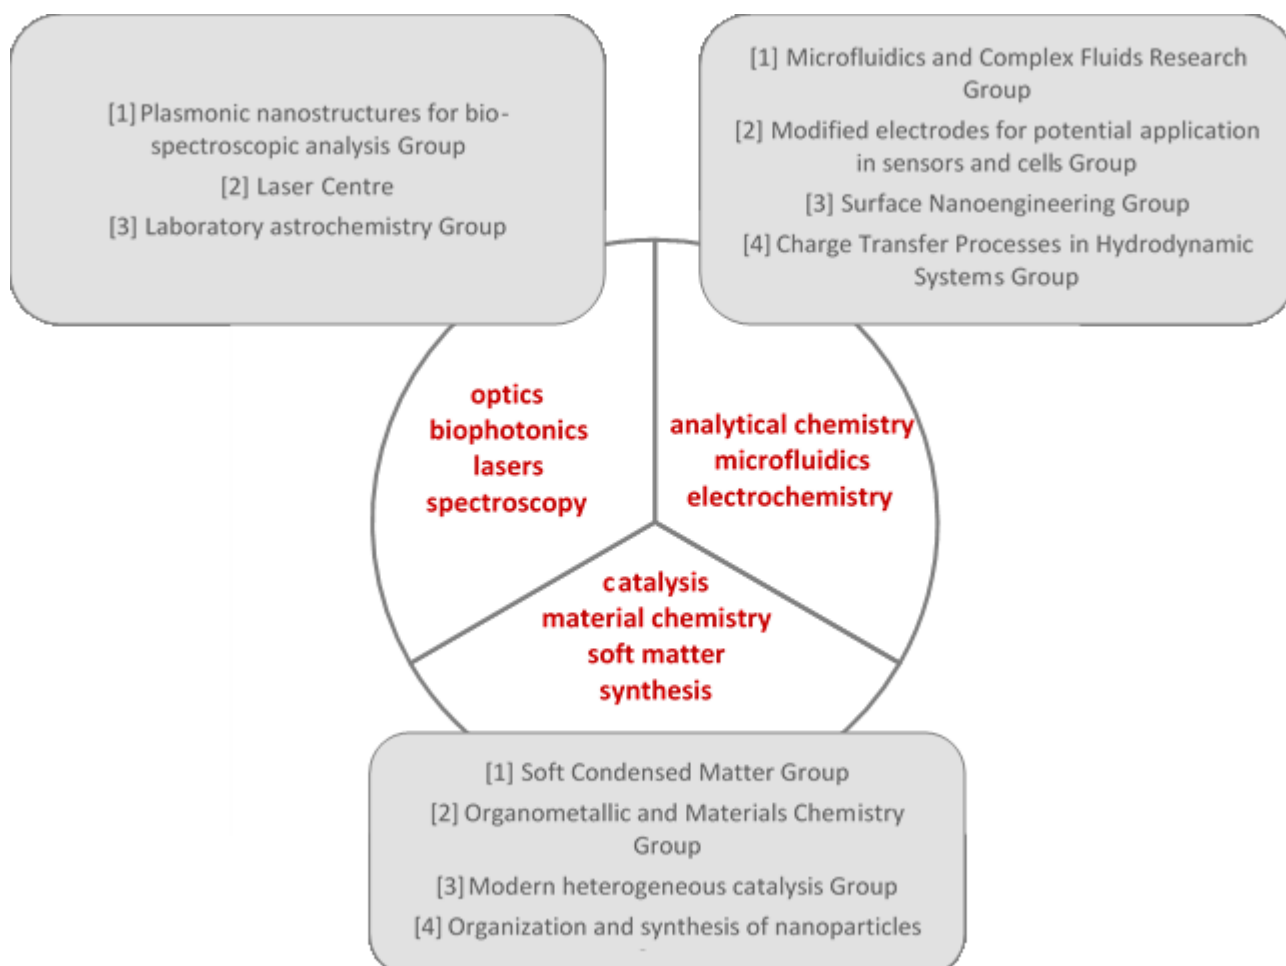 [1] Plasmonic nanostructures for bio-
spectroscopic analysis Group
[2] Laser Centre
[3] Laboratory astrochemistry Group
[1] Microfluidics and Complex Fluids Research
Group
[2] Modified electrodes for potential application
in sensors and cells Group
[3] Surface Nanoengineering Group
[4] Charge Transfer Processes in Hydrodynamic
Systems Group
optics
biophotonics
lasers
spectroscopy
analytical chemistry
microfluidics
electrochemistry
catalysis
material chemistry
soft matter
synthesis
[1] Soft Condensed Matter Group
[2] Organometallic and Materials Chemistry
Group
[3] Modern heterogeneous catalysis Group
[4] Organization and synthesis of nanoparticles